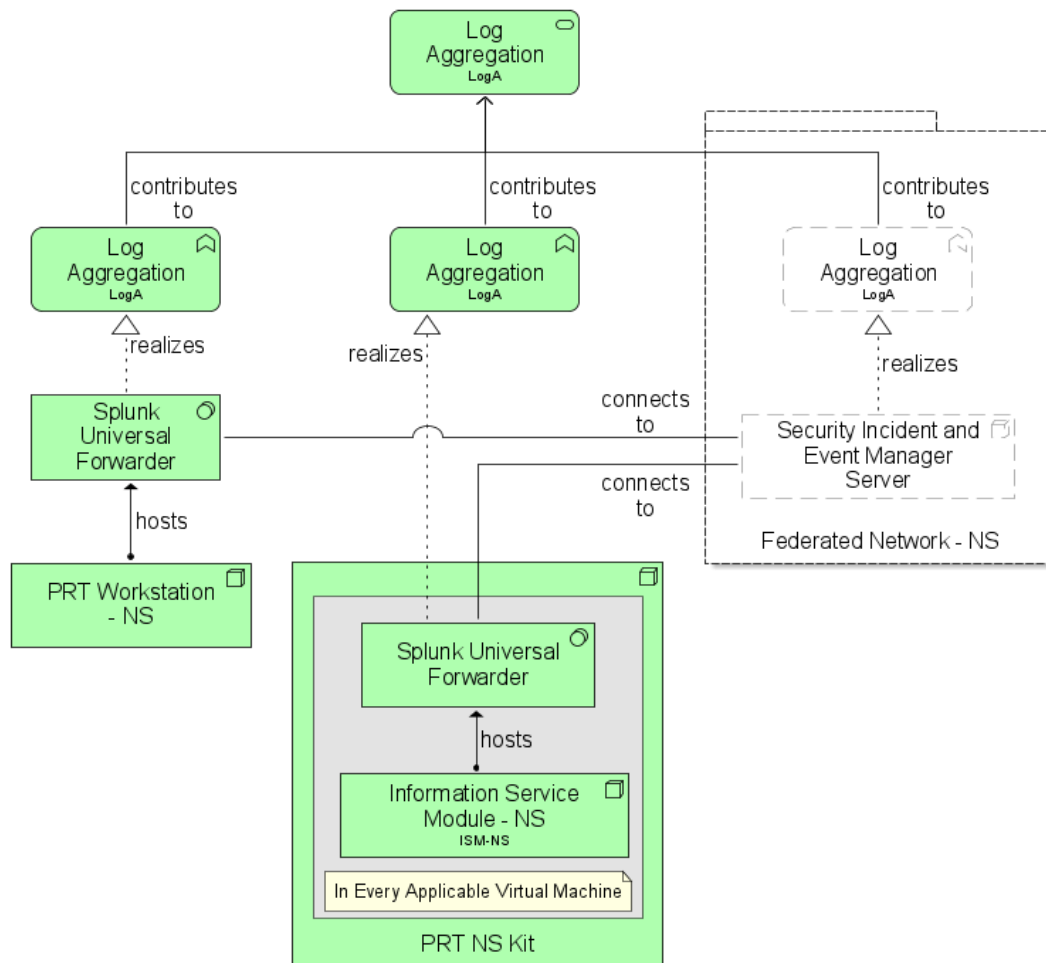 Log
Aggregation
LogA
contributes
to
contributes
to
contributes
to
Log
Aggregation
LogA
Log
Aggregation
LogA
Log
Aggregation
LogA
realizes
realizes
realizes
Splunk
Universal
Forwarder
connects
to
Security Incident and
Event Manager
Server
connects
to
hosts
Federated Network - NS
PRT Workstation
- NS
Splunk Universal
Forwarder
hosts
Information Service
Module - NS
ISM-NS
In Every Applicable Virtual Machine
PRT NS Kit